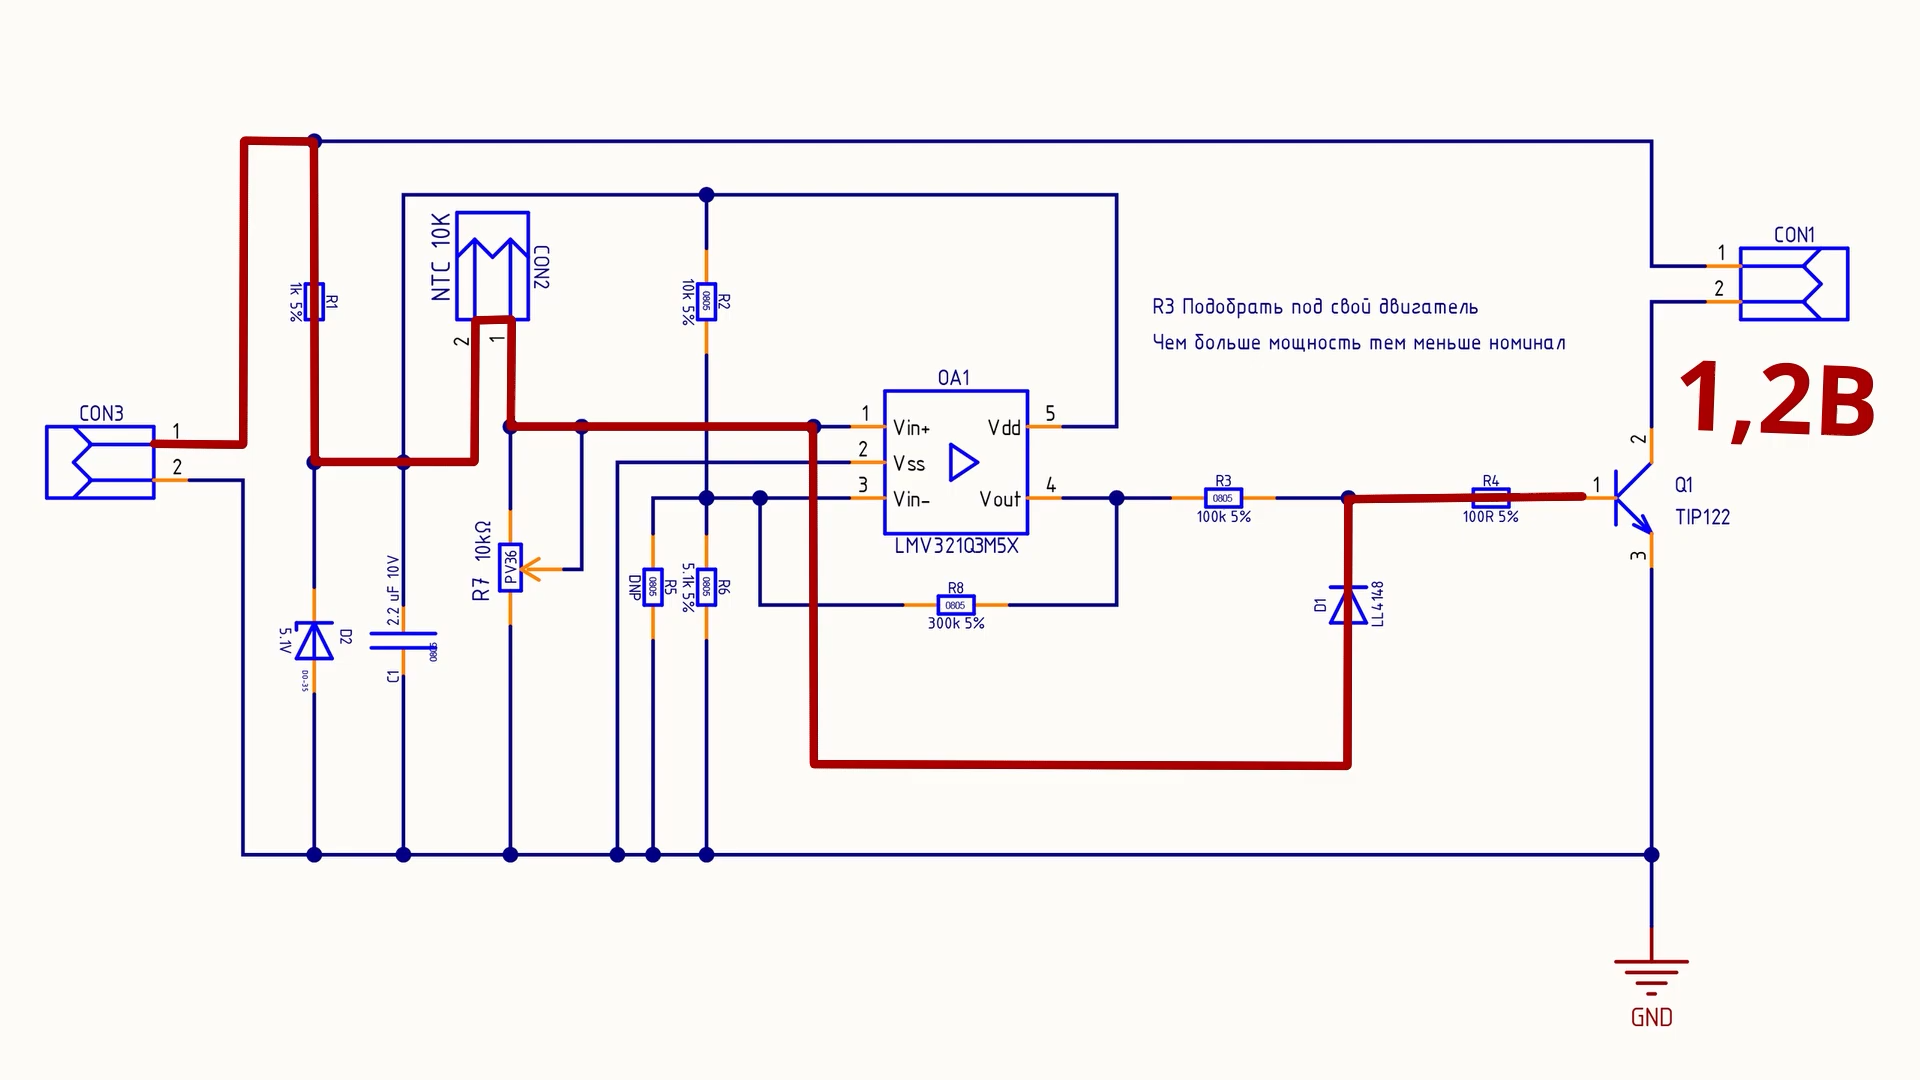 CON3
1
2
1k 5%
R1
NTC 10K
CON2
2
1
10k 5%
0805
R2
R3 Подобрать под свой двигатель
Чем больше мощность тем меньше номинал
CON1
1
2
1,2В
OA1
1
Vin+
Vdd
5
2
Vss
3
Vin-
Vout
4
LMV321Q3M5X
R3
0805
100k 5%
R4
100R 5%
1
2
3
Q1
TIP122
R7 10kΩ
PV36
DNP
0805
R5
5.1k 5%
0805
R6
R8
0805
300k 5%
D1
LL4148
5.1V
D2
DO-35
2.2 uF 10V
0805
C1
GND